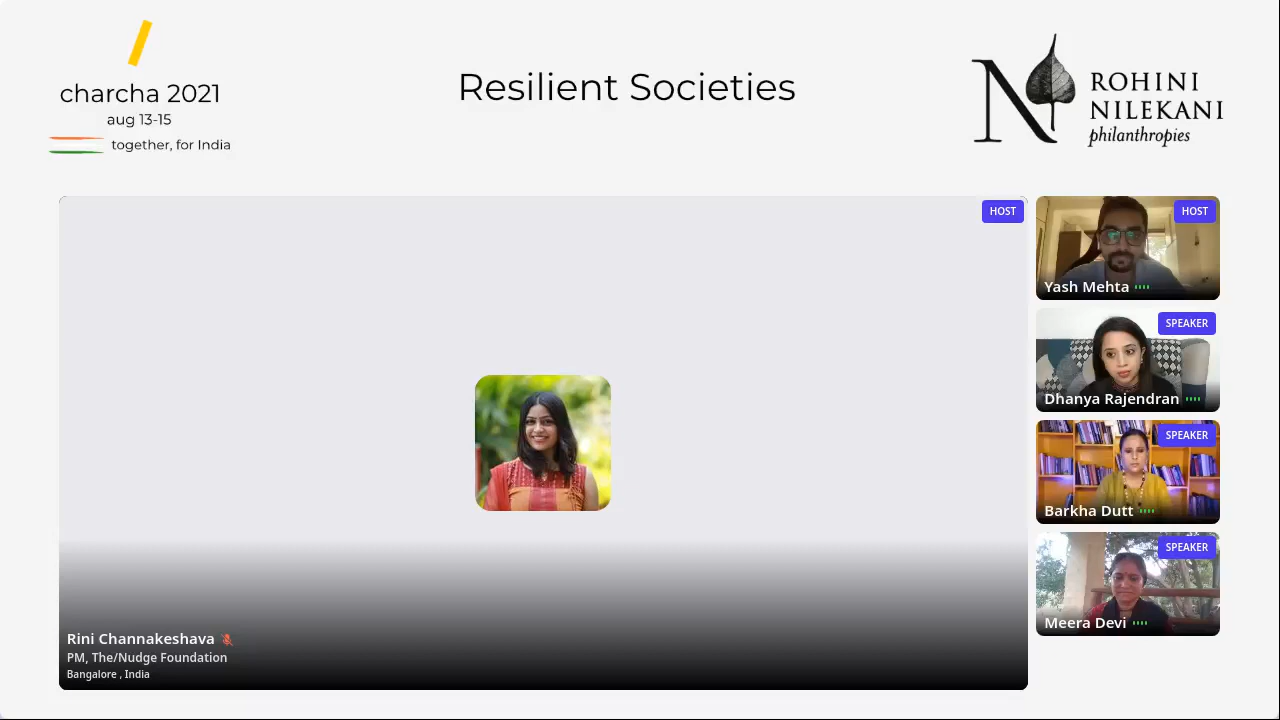 charcha 2021
aug 13-15
together, for India
Resilient Societies
N ROHINI
NILEKANI
philanthropies
HOST
Rini Channakeshava
PM, The/Nudge Foundation
Bangalore , India
HOST
Yash Mehta
SPEAKER
Dhanya Rajendran
SPEAKER
Barkha Dutt
SPEAKER
Meera Devi